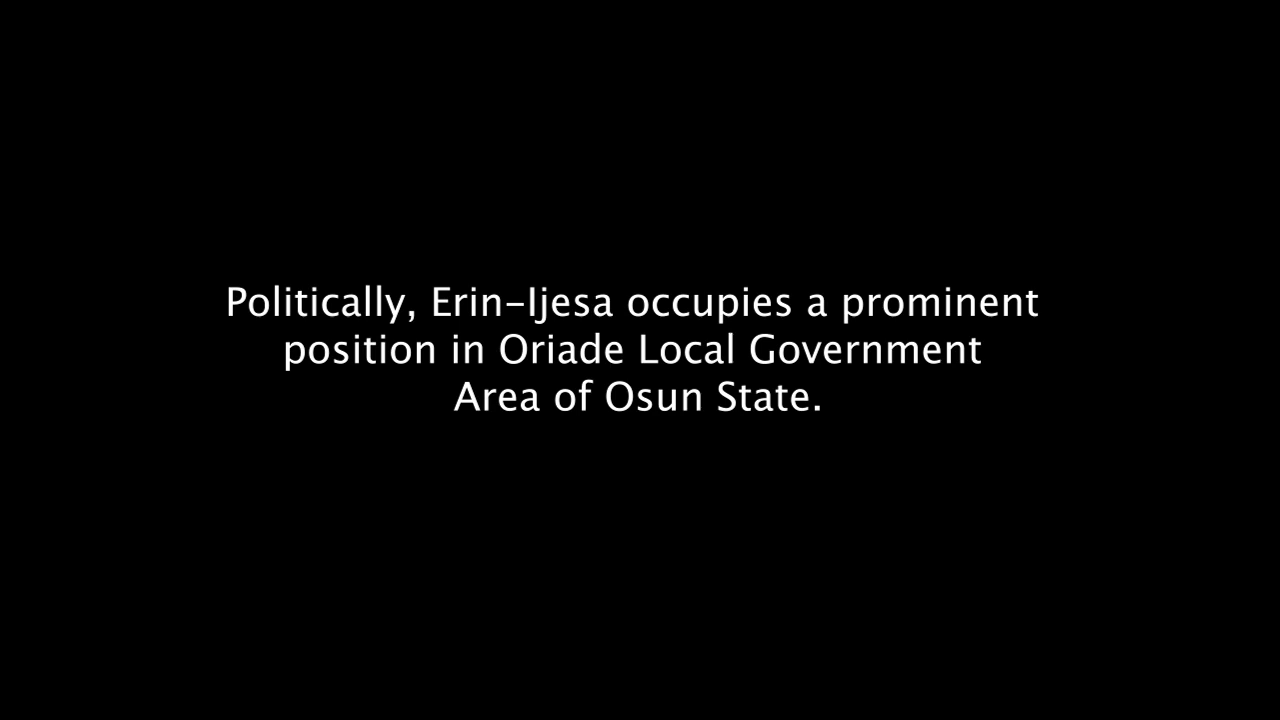 Politically, Erin-Ijesa occupies a prominent
position in Oriade Local Government
Area of Osun State.